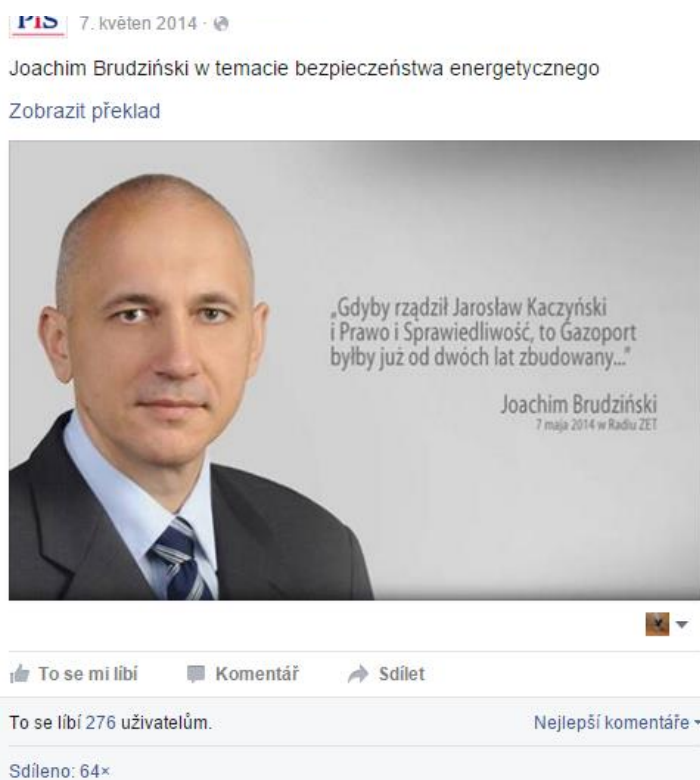 PiS 7. květen 2014 ·
Joachim Brudziński w temacie bezpieczeństwa energetycznego
Zobrazit překlad
„Gdyby rządził Jarosław Kaczyński
i Prawo i Sprawiedliwość, to Gazoport
byłby już od dwóch lat zbudowany..."
Joachim Brudziński
7 maja 2014 w Radiu ZET
To se mi líbí Komentář Sdílet
To se líbí 276 uživatelům. Nejlepší komentáře
Sdíleno: 64×